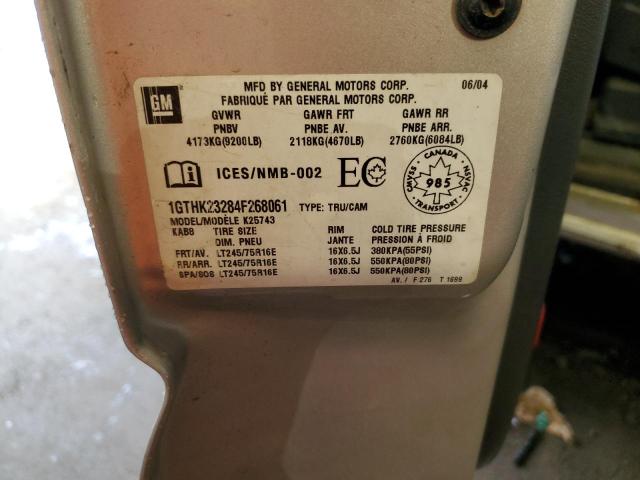 GM
MFD BY GENERAL MOTORS CORP. 06/04
FABRIQUÉ PAR GENERAL MOTORS CORP.
GVWR GAWR FRT GAWR RR
PNBV PNBE AV. PNBE ARR.
4173KG(9200LB) 2118KG(4670LB) 2760KG(6084LB)
ICES/NMB-002 EC
CANADA
CMVSS 985 NSVAC
TRANSPORT
1GTHK23284F268061 TYPE: TRU/CAM
MODEL/MODÈLE K25743
KAB8 TIRE SIZE RIM COLD TIRE PRESSURE
DIM. PNEU JANTE PRESSION À FROID
FRT/AV. LT245/75R16E 16X6.5J 380KPA(55PSI)
RR/ARR. LT245/75R16E 16X6.5J 550KPA(80PSI)
SPA/SOS LT245/75R16E 16X6.5J 550KPA(80PSI)
AV. / F 276 T 1699